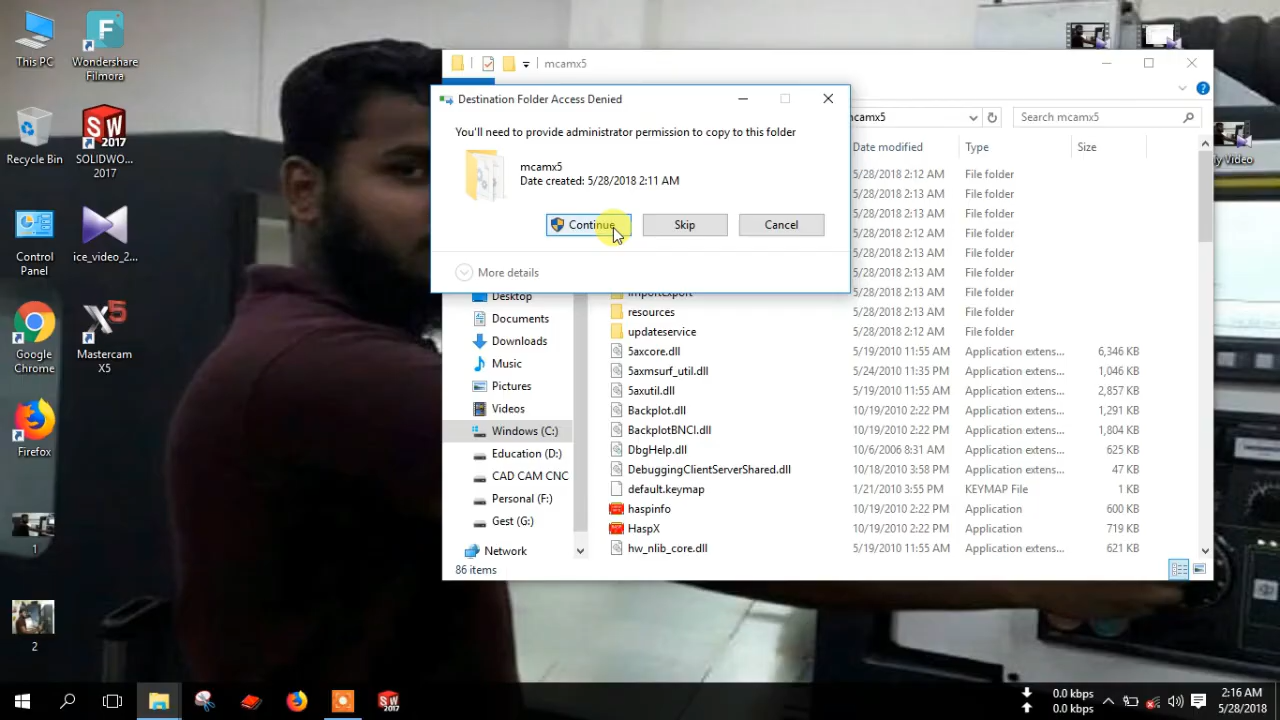 This PC
Wondershare
Filmora
Recycle Bin
SOLIDWO...
2017
Control
Panel
ice_video_2...
Google
Chrome
Mastercam
X5
Firefox
1
2
mcamx5
Destination Folder Access Denied
You'll need to provide administrator permission to copy to this folder
mcamx5
Date created: 5/28/2018 2:11 AM
Continue
Skip
Cancel
More details
mcamx5
Search mcamx5
Date modified
Type
Size
5/28/2018 2:12 AM File folder
5/28/2018 2:13 AM File folder
5/28/2018 2:13 AM File folder
5/28/2018 2:12 AM File folder
5/28/2018 2:13 AM File folder
5/28/2018 2:13 AM File folder
importexport 5/28/2018 2:13 AM File folder
resources 5/28/2018 2:13 AM File folder
updateservice 5/28/2018 2:12 AM File folder
5axcore.dll 5/19/2010 11:55 AM Application extens... 6,346 KB
5axmsurf_util.dll 5/24/2010 11:35 PM Application extens... 1,046 KB
5axutil.dll 5/19/2010 11:55 AM Application extens... 2,857 KB
Backplot.dll 10/19/2010 2:22 PM Application extens... 1,291 KB
BackplotBNCI.dll 10/19/2010 2:22 PM Application extens... 1,804 KB
DbgHelp.dll 10/6/2006 8:31 AM Application extens... 625 KB
DebuggingClientServerShared.dll 10/18/2010 3:58 PM Application extens... 47 KB
default.keymap 1/21/2010 3:55 PM KEYMAP File 1 KB
haspinfo 10/19/2010 2:22 PM Application 600 KB
HaspX 10/19/2010 2:22 PM Application 719 KB
hw_nlib_core.dll 5/19/2010 11:55 AM Application extens... 621 KB
Desktop
Documents
Downloads
Music
Pictures
Videos
Windows (C:)
Education (D:)
CAD CAM CNC
Personal (F:)
Gest (G:)
Network
86 items
ly Video
0.0 kbps
0.0 kbps
2:16 AM
5/28/2018